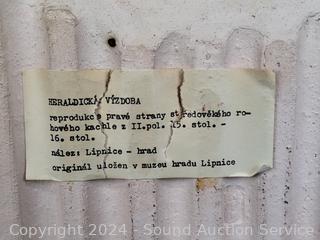 HERALDICKÁ VÝZDOBA
reprodukce pravé strany středověkého ro-
hového kachle z II.pol. 15. stol. -
16. stol.
nález: Lipnice - hrad
originál uložen v muzeu hradu Lipnice
Copyright 2024 - Sound Auction Service